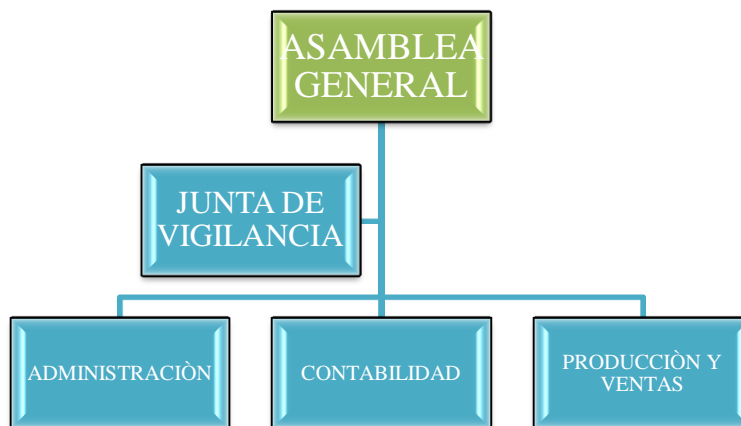 ASAMBLEA
GENERAL
JUNTA DE
VIGILANCIA
ADMINISTRACIÒN
CONTABILIDAD
PRODUCCIÒN Y
VENTAS